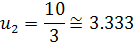 u₂ = 10/3 ≅ 3.333